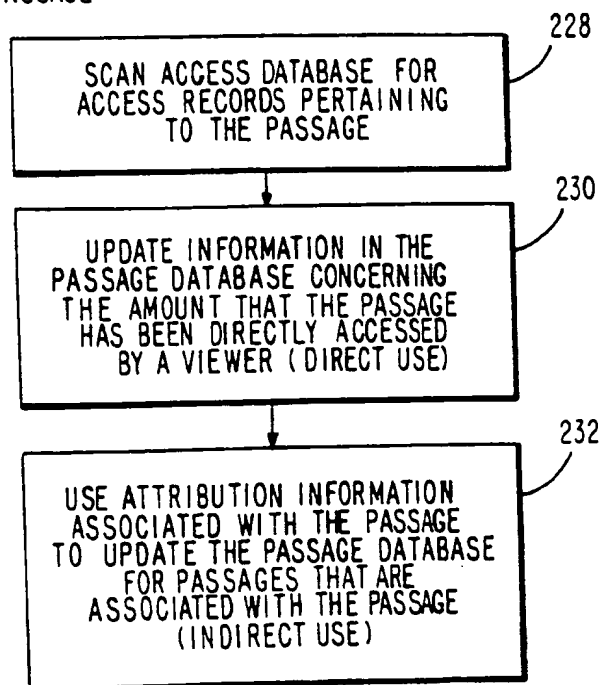 228
SCAN ACCESS DATABASE FOR
ACCESS RECORDS PERTAINING
TO THE PASSAGE
230
UPDATE INFORMATION IN THE
PASSAGE DATABASE CONCERNING
THE AMOUNT THAT THE PASSAGE
HAS BEEN DIRECTLY ACCESSED
BY A VIEWER (DIRECT USE)
232
USE ATTRIBUTION INFORMATION
ASSOCIATED WITH THE PASSAGE
TO UPDATE THE PASSAGE DATABASE
FOR PASSAGES THAT ARE
ASSOCIATED WITH THE PASSAGE
(INDIRECT USE)